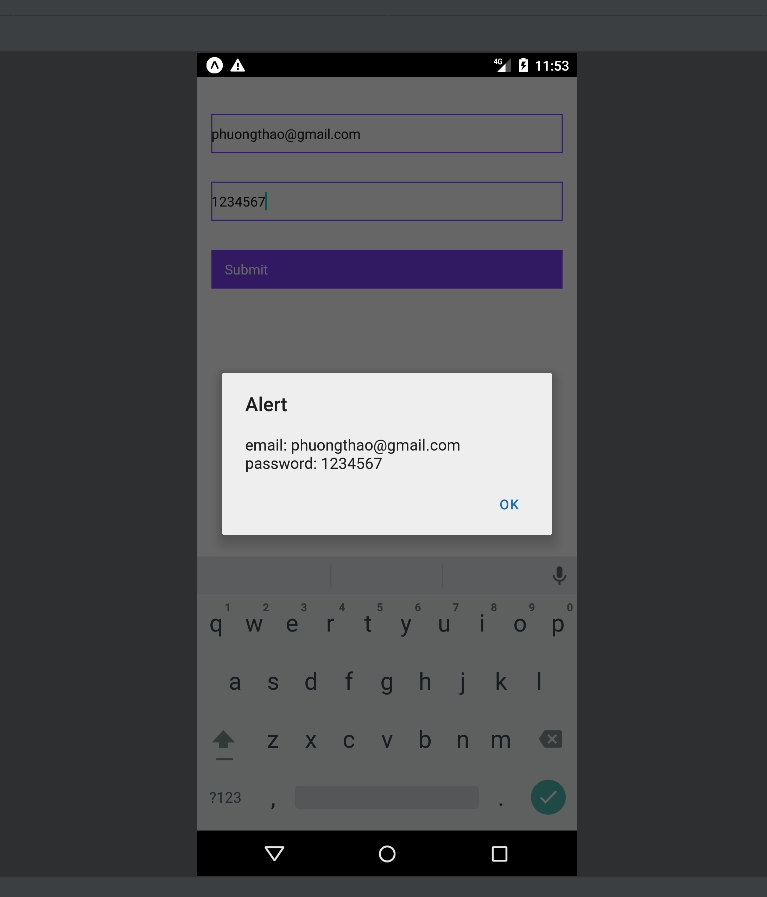 4G 11:53
phuongthao@gmail.com
1234567
Submit
Alert
email: phuongthao@gmail.com
password: 1234567
OK
1 2 3 4 5 6 7 8 9 0
q w e r t y u i o p
a s d f g h j k l
z x c v b n m
?123 , .